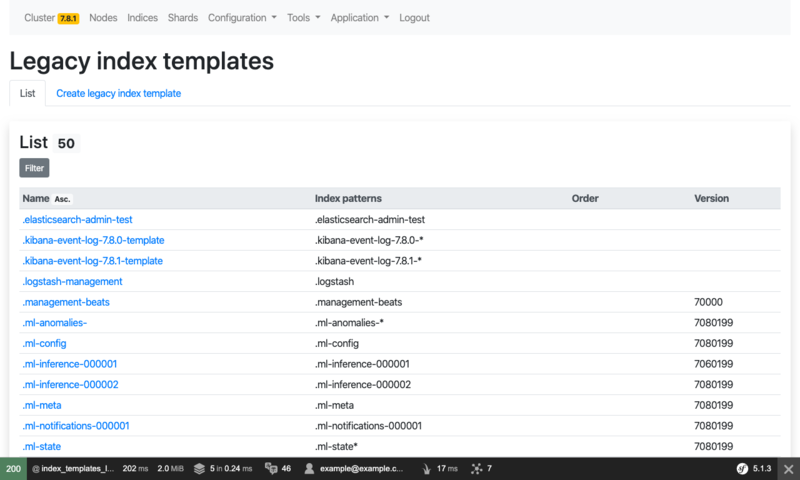 Cluster 7.8.1 Nodes Indices Shards Configuration Tools Application Logout
Legacy index templates
List Create legacy index template
List 50
Filter
Name Asc. Index patterns Order Version
.elasticsearch-admin-test .elasticsearch-admin-test
.kibana-event-log-7.8.0-template .kibana-event-log-7.8.0-*
.kibana-event-log-7.8.1-template .kibana-event-log-7.8.1-*
.logstash-management .logstash
.management-beats .management-beats 70000
.ml-anomalies- .ml-anomalies-* 7080199
.ml-config .ml-config 7080199
.ml-inference-000001 .ml-inference-000001 7060199
.ml-inference-000002 .ml-inference-000002 7080199
.ml-meta .ml-meta 7080199
.ml-notifications-000001 .ml-notifications-000001 7080199
.ml-state .ml-state* 7080199
200 @ index_templates_l... 202 ms 2.0 MiB 5 in 0.24 ms 46 example@example.c... 17 ms 7 sf 5.1.3